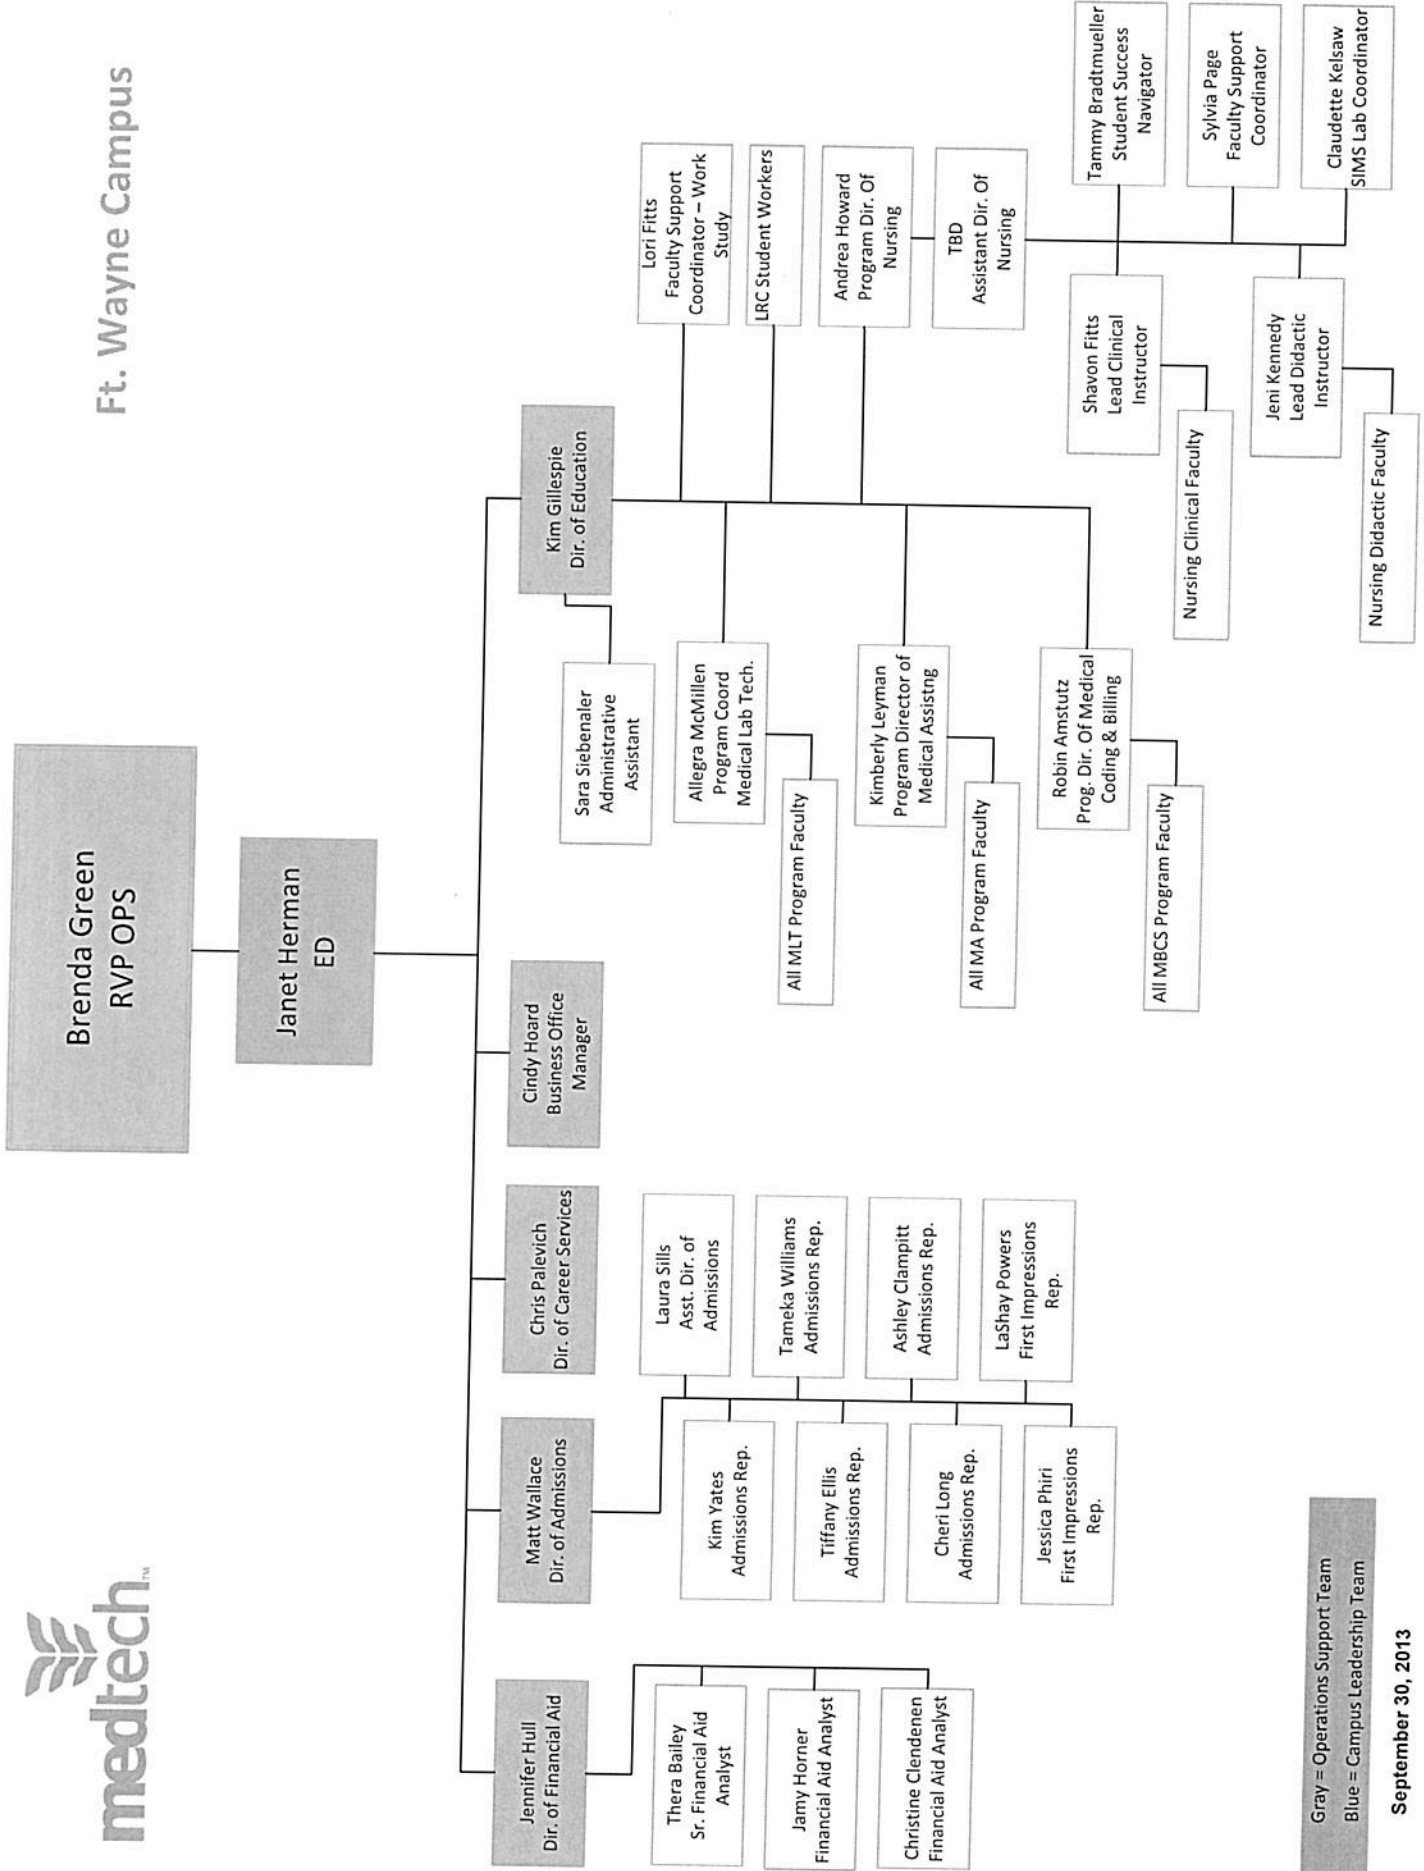 medtech™
Ft. Wayne Campus
Brenda Green
RVP OPS
Janet Herman
ED
Jennifer Hull
Dir. of Financial Aid
Matt Wallace
Dir. of Admissions
Chris Palevich
Dir. of Career Services
Cindy Hoard
Business Office
Manager
Kim Gillespie
Dir. of Education
Thera Bailey
Sr. Financial Aid
Analyst
Jamy Horner
Financial Aid Analyst
Christine Clendenen
Financial Aid Analyst
Laura Sills
Asst. Dir. of
Admissions
Kim Yates
Admissions Rep.
Tameka Williams
Admissions Rep.
Tiffany Ellis
Admissions Rep.
Ashley Clampitt
Admissions Rep.
Cheri Long
Admissions Rep.
LaShay Powers
First Impressions
Rep.
Jessica Phiri
First Impressions
Rep.
Sara Siebenaler
Administrative
Assistant
Lori Fitts
Faculty Support
Coordinator – Work
Study
Allegra McMillen
Program Coord
Medical Lab Tech.
All MLT Program Faculty
LRC Student Workers
Kimberly Leyman
Program Director of
Medical Assistng
All MA Program Faculty
Andrea Howard
Program Dir. Of
Nursing
Robin Amstutz
Prog. Dir. Of Medical
Coding & Billing
All MBCS Program Faculty
TBD
Assistant Dir. Of
Nursing
Tammy Bradtmueller
Student Success
Navigator
Shavon Fitts
Lead Clinical
Instructor
Nursing Clinical Faculty
Sylvia Page
Faculty Support
Coordinator
Jeni Kennedy
Lead Didactic
Instructor
Nursing Didactic Faculty
Claudette Kelsaw
SIMS Lab Coordinator
Gray = Operations Support Team
Blue = Campus Leadership Team
September 30, 2013